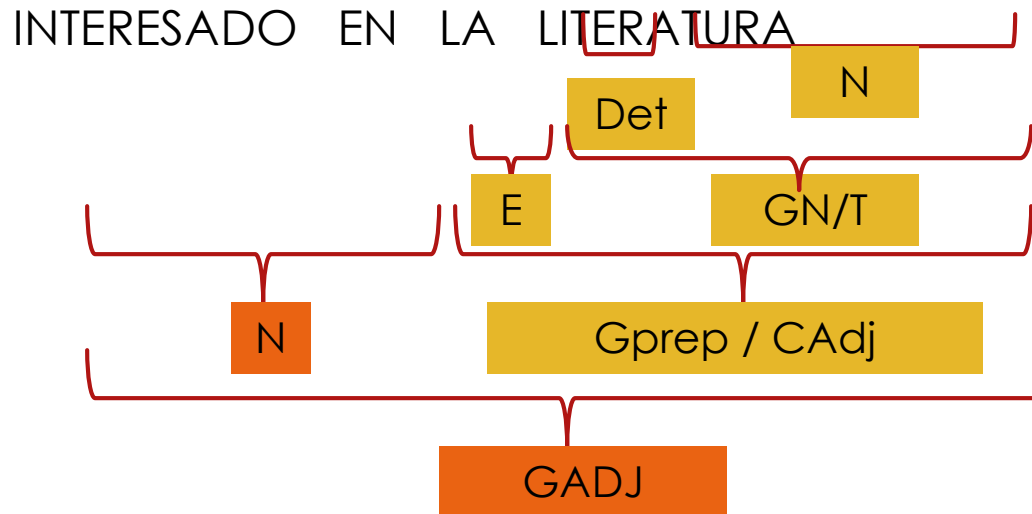 INTERESADO EN LA LITERATURA
N
Det
E
GN/T
N
Gprep / CAdj
GADJ